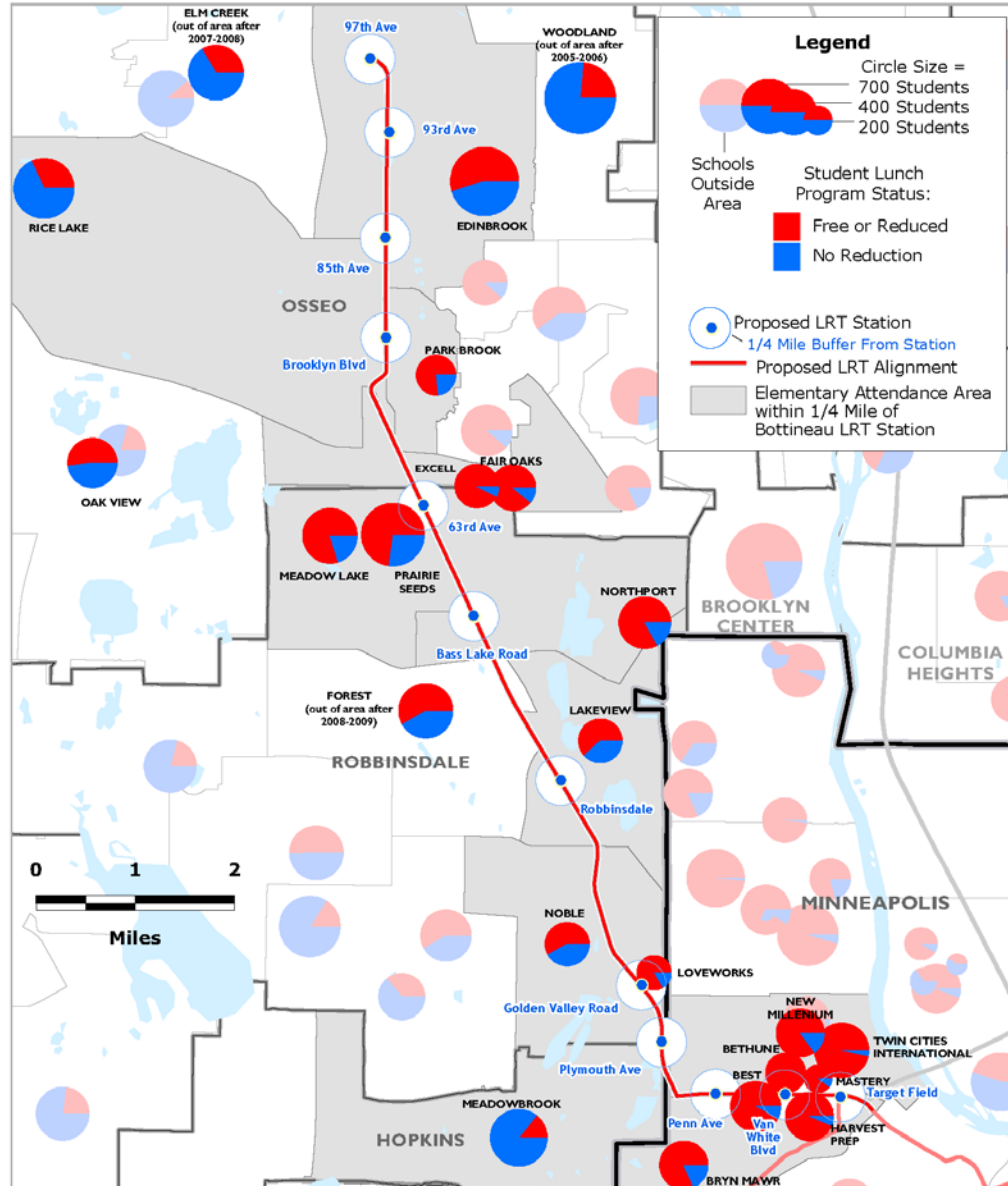 ELM CREEK
(out of area after
2007-2008)
97th Ave
WOODLAND
(out of area after
2005-2006)
Legend
Circle Size =
700 Students
400 Students
200 Students
Schools
Outside
Area
Student Lunch
Program Status:
Free or Reduced
No Reduction
Proposed LRT Station
1/4 Mile Buffer From Station
Proposed LRT Alignment
Elementary Attendance Area
within 1/4 Mile of
Bottineau LRT Station
93rd Ave
RICE LAKE
EDINBROOK
85th Ave
OSSEO
Brooklyn Blvd
PARK BROOK
EXCELL
FAIR OAKS
OAK VIEW
63rd Ave
MEADOW LAKE
PRAIRIE
SEEDS
NORTHPORT
BROOKLYN
CENTER
Bass Lake Road
COLUMBIA
HEIGHTS
FOREST
(out of area after
2008-2009)
LAKEVIEW
ROBBINSDALE
Robbinsdale
0 1 2
Miles
MINNEAPOLIS
NOBLE
LOVEWORKS
Golden Valley Road
NEW
MILLENIUM
TWIN CITIES
INTERNATIONAL
BETHUNE
Plymouth Ave
BEST
MASTERY
Target Field
MEADOWBROOK
Penn Ave
Van
White
Blvd
HARVEST
PREP
HOPKINS
BRYN MAWR